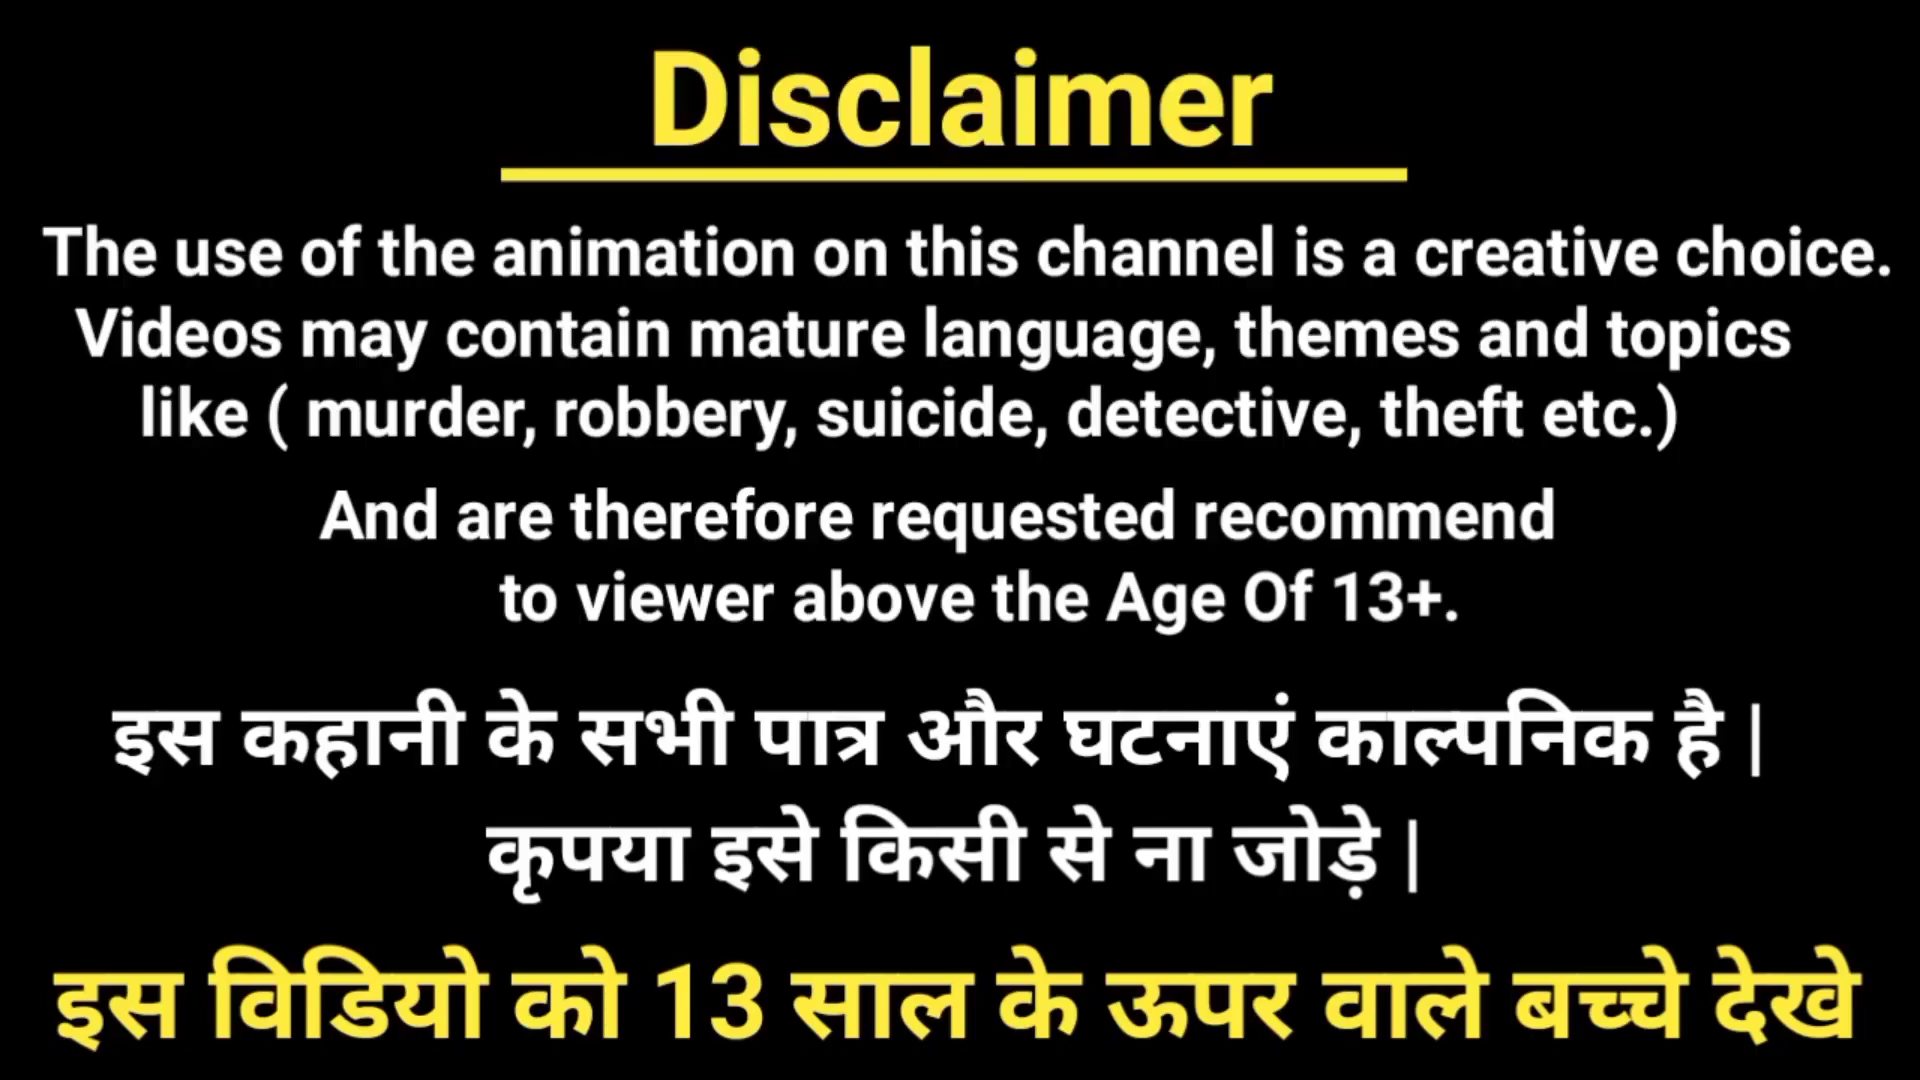 Disclaimer
The use of the animation on this channel is a creative choice.
Videos may contain mature language, themes and topics
like ( murder, robbery, suicide, detective, theft etc.)
And are therefore requested recommend
to viewer above the Age Of 13+.
इस कहानी के सभी पात्र और घटनाएं काल्पनिक है |
कृपया इसे किसी से ना जोड़े |
इस विडियो को 13 साल के ऊपर वाले बच्चे देखे